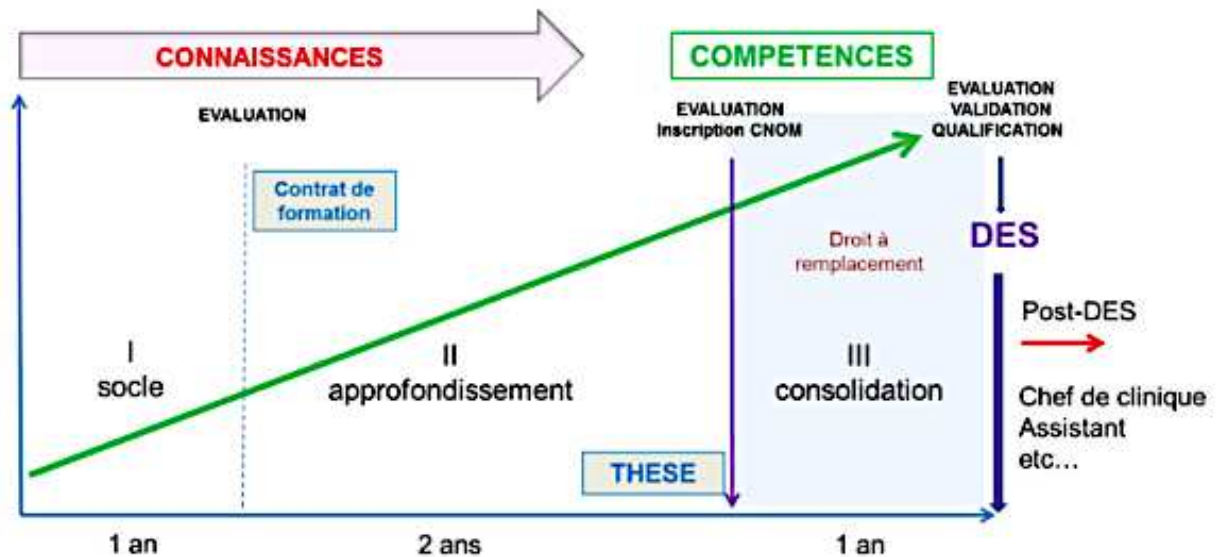 CONNAISSANCES
COMPETENCES
EVALUATION
EVALUATION
Inscription CNOM
EVALUATION
VALIDATION
QUALIFICATION
Contrat de
formation
Droit à
remplacement
DES
I
socle
II
approfondissement
III
consolidation
Post-DES
Chef de clinique
Assistant
etc...
THESE
1 an
2 ans
1 an